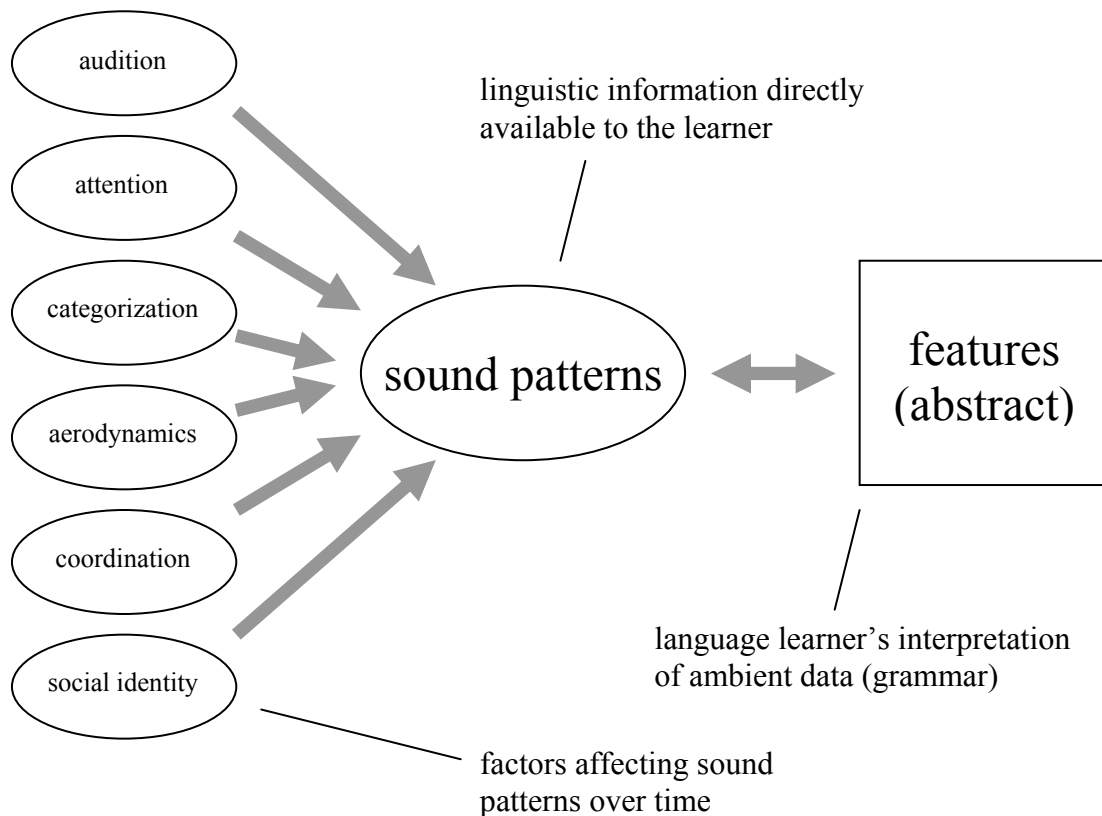 audition
attention
categorization
aerodynamics
coordination
social identity
linguistic information directly
available to the learner
sound patterns
features
(abstract)
language learner’s interpretation
of ambient data (grammar)
factors affecting sound
patterns over time